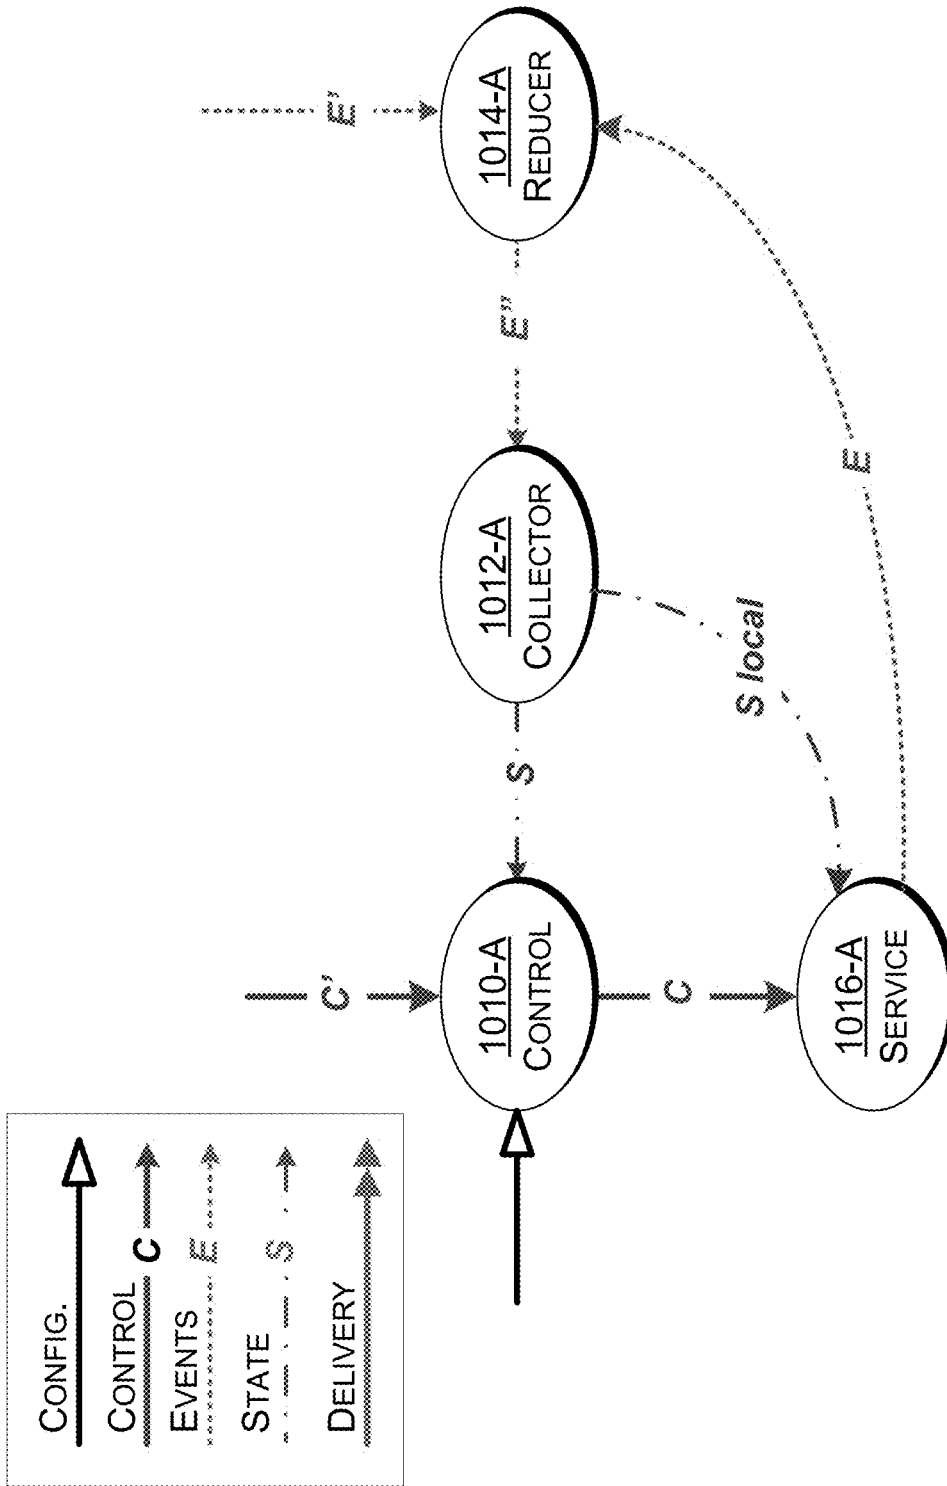 CONFIG.
CONTROL C
EVENTS E
STATE S
DELIVERY
C'
1010-A
CONTROL
C
1016-A
SERVICE
S
S local
1012-A
COLLECTOR
E''
E
E'
1014-A
REDUCER